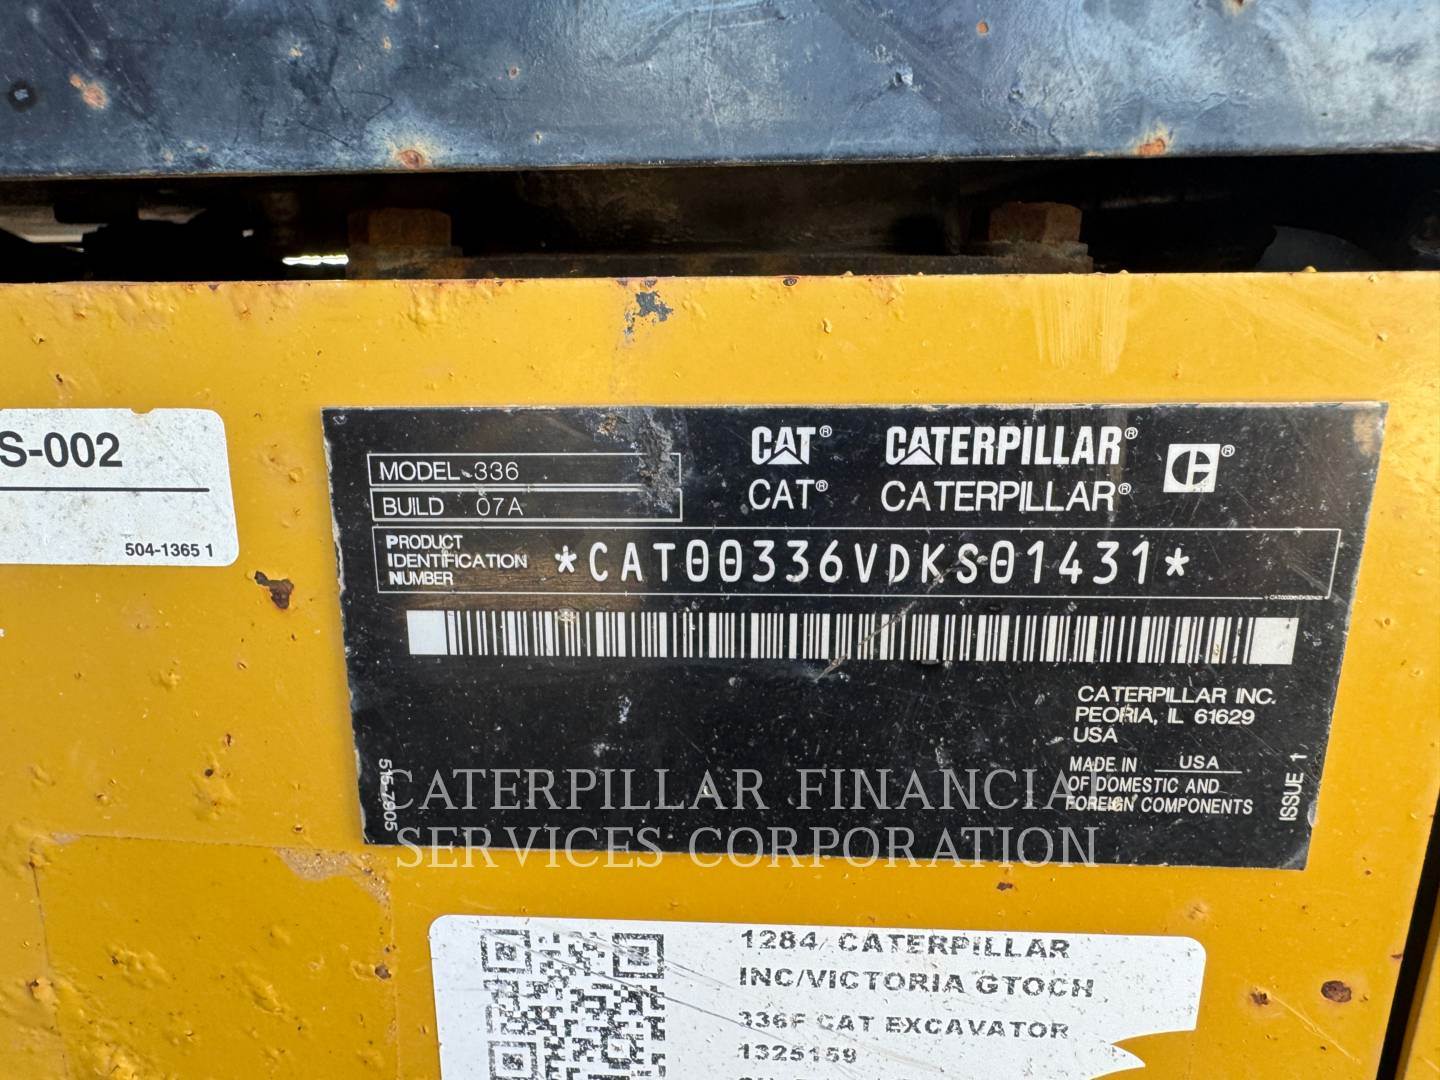 S-002
504-1365 1
MODEL 336
BUILD 07A
CAT® CATERPILLAR® ®
CAT® CATERPILLAR®
PRODUCT
IDENTIFICATION
NUMBER
*CAT00336VDKS01431*
CATERPILLAR INC.
PEORIA, IL 61629
USA
MADE IN USA
OF DOMESTIC AND
FOREIGN COMPONENTS
ISSUE 1
515-7905
CATERPILLAR FINANCIAL
SERVICES CORPORATION
1284/ CATERPILLAR
INC/VICTORIA GTOCH
336F CAT EXCAVATOR
1325159